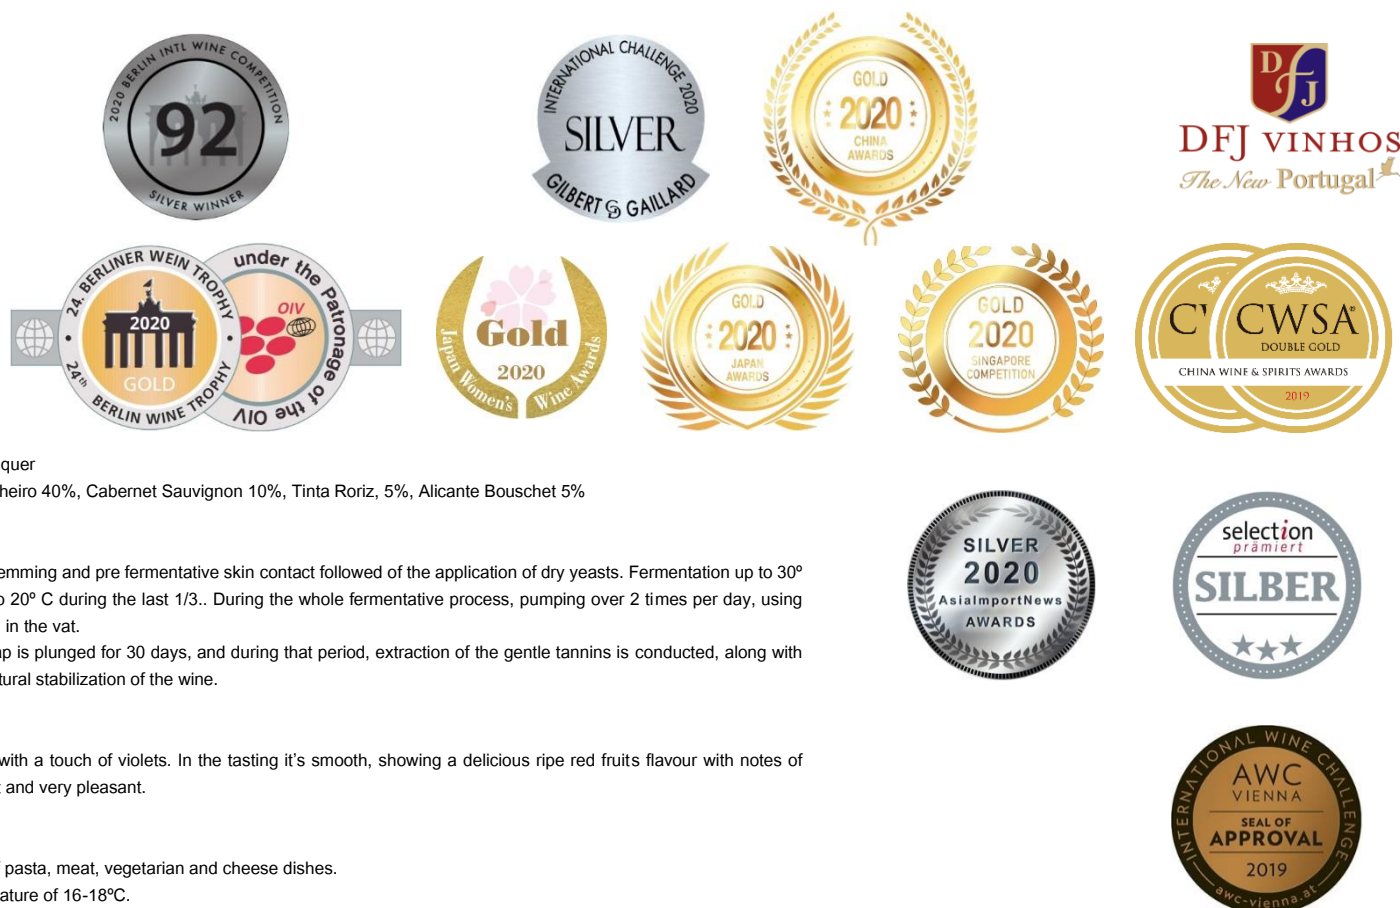 2020 BERLIN INTL WINE COMPETITION
92
SILVER WINNER
INTERNATIONAL CHALLENGE 2020
SILVER
GILBERT & GAILLARD
GOLD
2020
CHINA
AWARDS
D F J
DFJ VINHOS
The New Portugal
24. BERLINER WEIN TROPHY
2020
GOLD
24th BERLIN WINE TROPHY
under the Patronage of the OIV
OIV
Gold
2020
Japan Women's Wine Awards
GOLD
2020
JAPAN
AWARDS
GOLD
2020
SINGAPORE
COMPETITION
CWSA®
DOUBLE GOLD
CHINA WINE & SPIRITS AWARDS
2019
quer
heiro 40%, Cabernet Sauvignon 10%, Tinta Roriz, 5%, Alicante Bouschet 5%
emming and pre fermentative skin contact followed of the application of dry yeasts. Fermentation up to 30º
o 20º C during the last 1/3.. During the whole fermentative process, pumping over 2 times per day, using
in the vat.
ap is plunged for 30 days, and during that period, extraction of the gentle tannins is conducted, along with
tural stabilization of the wine.
with a touch of violets. In the tasting it's smooth, showing a delicious ripe red fruits flavour with notes of
t and very pleasant.
f pasta, meat, vegetarian and cheese dishes.
ature of 16-18ºC.
SILVER
2020
AsiaImportNews
AWARDS
selection
prämiert
SILBER
INTERNATIONAL WINE CHALLENGE
AWC
VIENNA
SEAL OF
APPROVAL
2019
awc-vienna.at